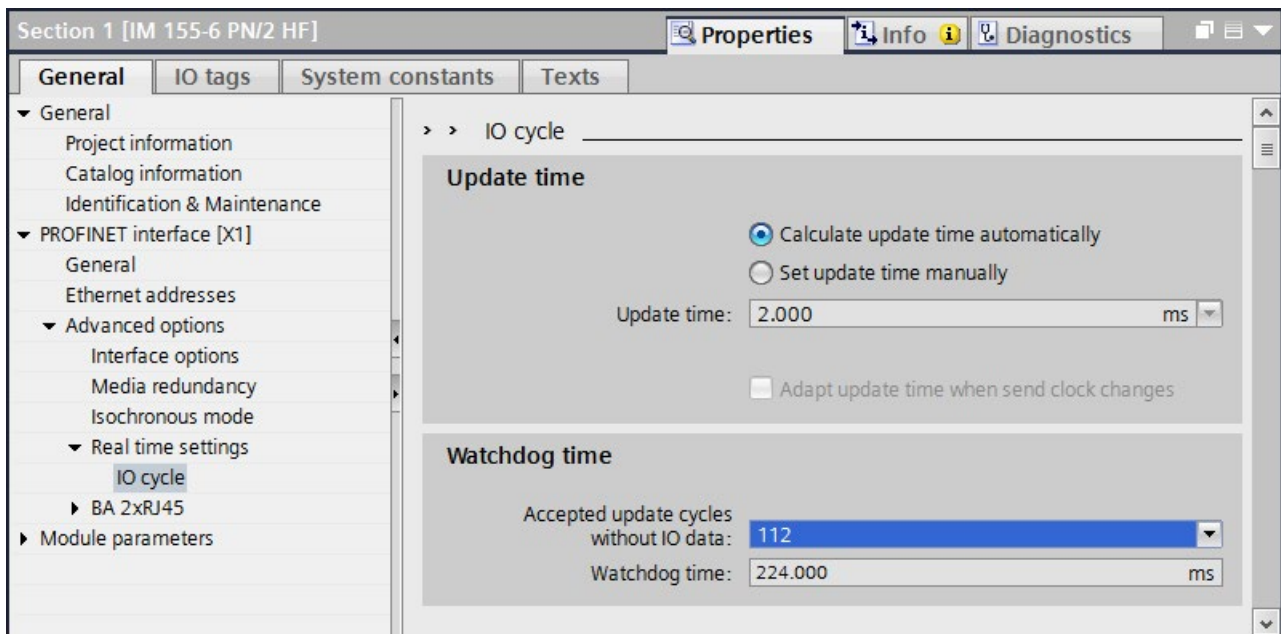 Section 1 [IM 155-6 PN/2 HF]
Properties
Info
Diagnostics
General
IO tags
System constants
Texts
General
Project information
Catalog information
Identification & Maintenance
PROFINET interface [X1]
General
Ethernet addresses
Advanced options
Interface options
Media redundancy
Isochronous mode
Real time settings
IO cycle
BA 2xRJ45
Module parameters
> > IO cycle
Update time
Calculate update time automatically
Set update time manually
Update time: 2.000 ms
Adapt update time when send clock changes
Watchdog time
Accepted update cycles
without IO data: 112
Watchdog time: 224.000 ms